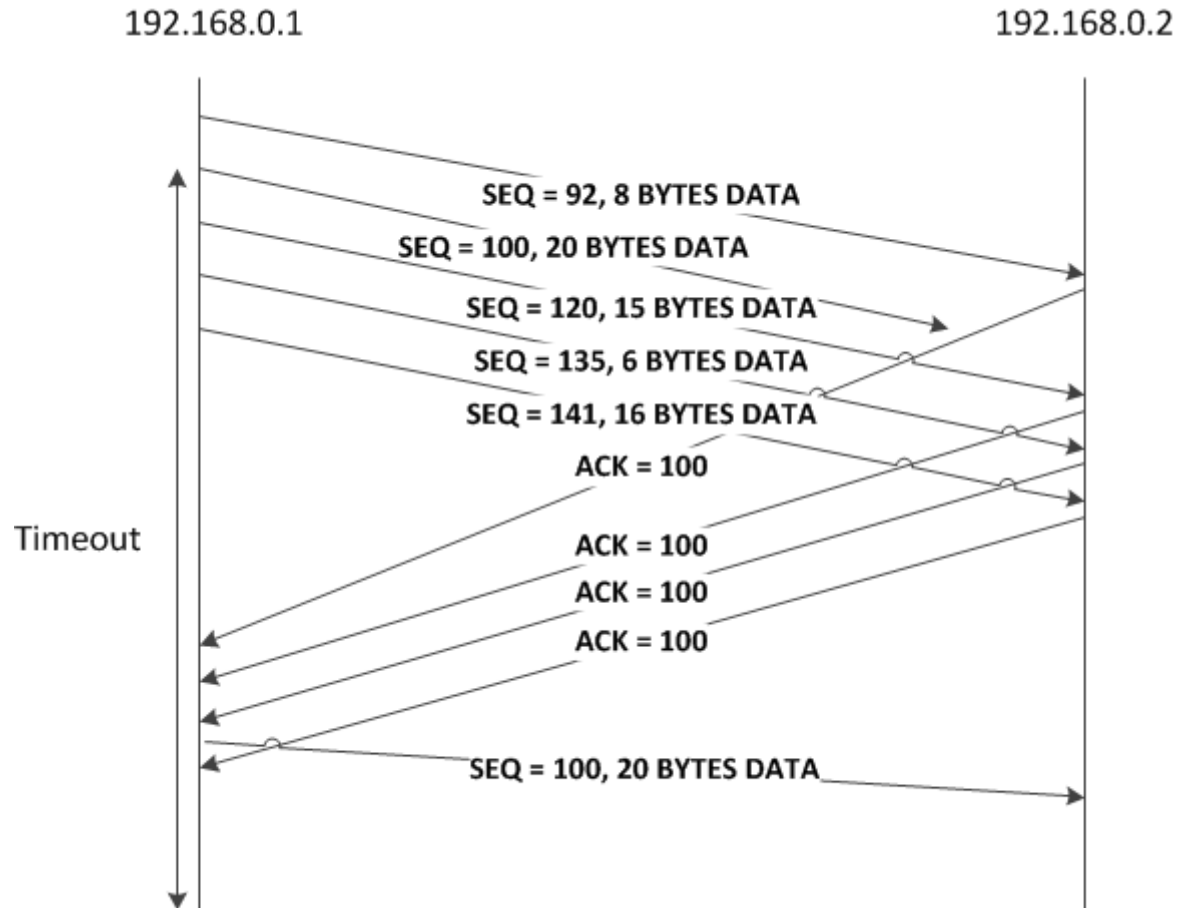 192.168.0.1
192.168.0.2
SEQ = 92, 8 BYTES DATA
SEQ = 100, 20 BYTES DATA
SEQ = 120, 15 BYTES DATA
SEQ = 135, 6 BYTES DATA
SEQ = 141, 16 BYTES DATA
ACK = 100
Timeout
ACK = 100
ACK = 100
ACK = 100
SEQ = 100, 20 BYTES DATA